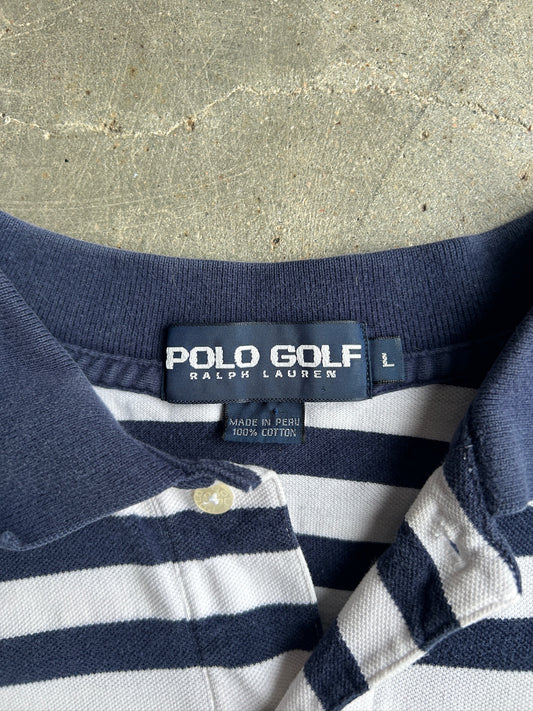 POLO GOLF
RALPH LAUREN
L
MADE IN PERU
100% COTTON